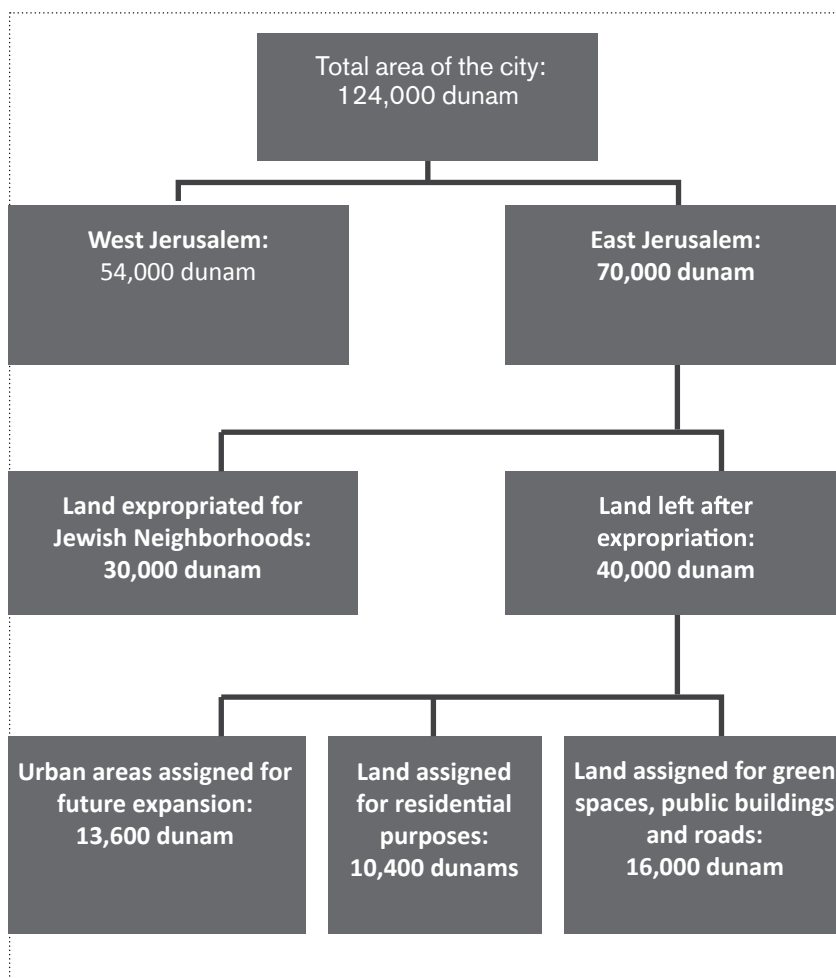 Total area of the city:
124,000 dunam
West Jerusalem:
54,000 dunam
East Jerusalem:
70,000 dunam
Land expropriated for
Jewish Neighborhoods:
30,000 dunam
Land left after
expropriation:
40,000 dunam
Urban areas assigned for
future expansion:
13,600 dunam
Land assigned
for residential
purposes:
10,400 dunams
Land assigned for green
spaces, public buildings
and roads:
16,000 dunam